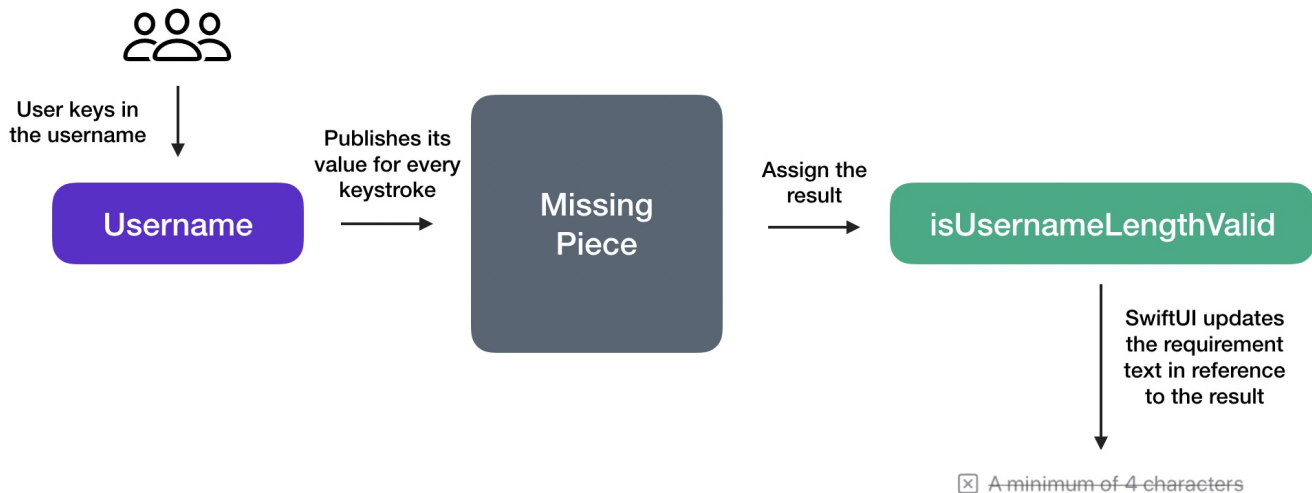 User keys in
the username
Username
Publishes its
value for every
keystroke
Missing
Piece
Assign the
result
isUsernameLengthValid
SwiftUI updates
the requirement
text in reference
to the result
A minimum of 4 characters